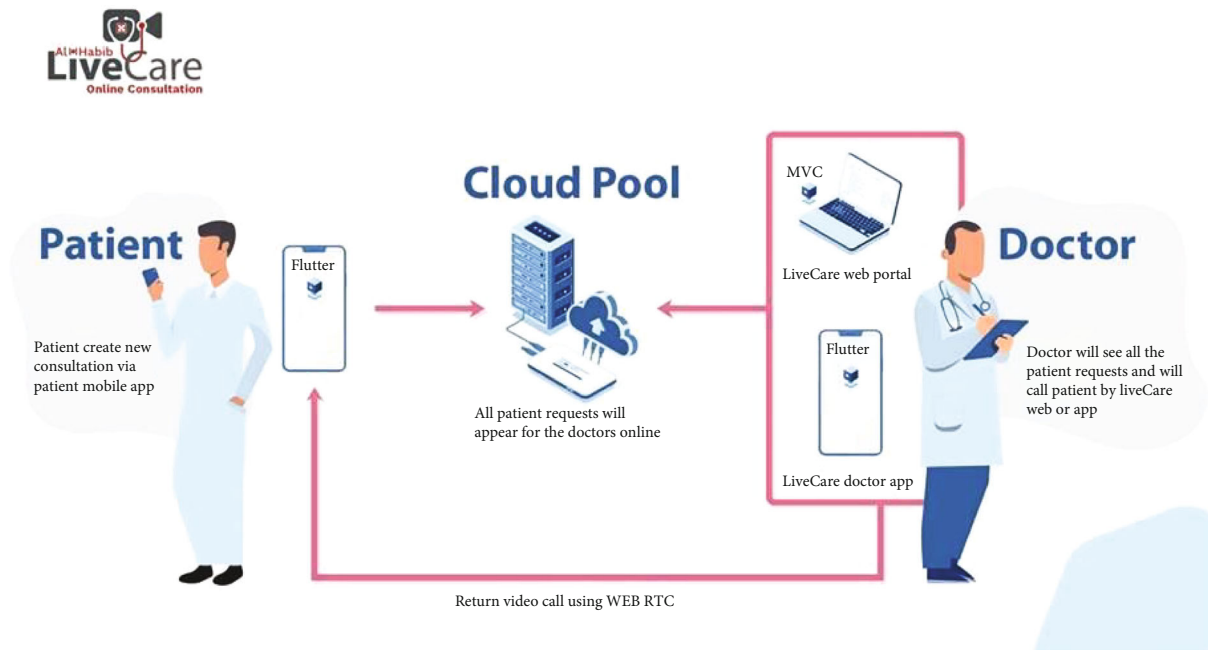 Al Habib
LiveCare
Online Consultation
Cloud Pool
Patient
Flutter
Patient create new
consultation via
patient mobile app
All patient requests will
appear for the doctors online
MVC
LiveCare web portal
Flutter
LiveCare doctor app
Doctor
Doctor will see all the
patient requests and will
call patient by liveCare
web or app
Return video call using WEB RTC